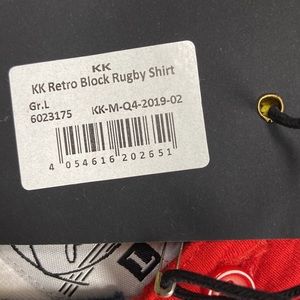 KK
KK Retro Block Rugby Shirt
Gr.L
6023175 KK-M-Q4-2019-02
4 054616 202651
L